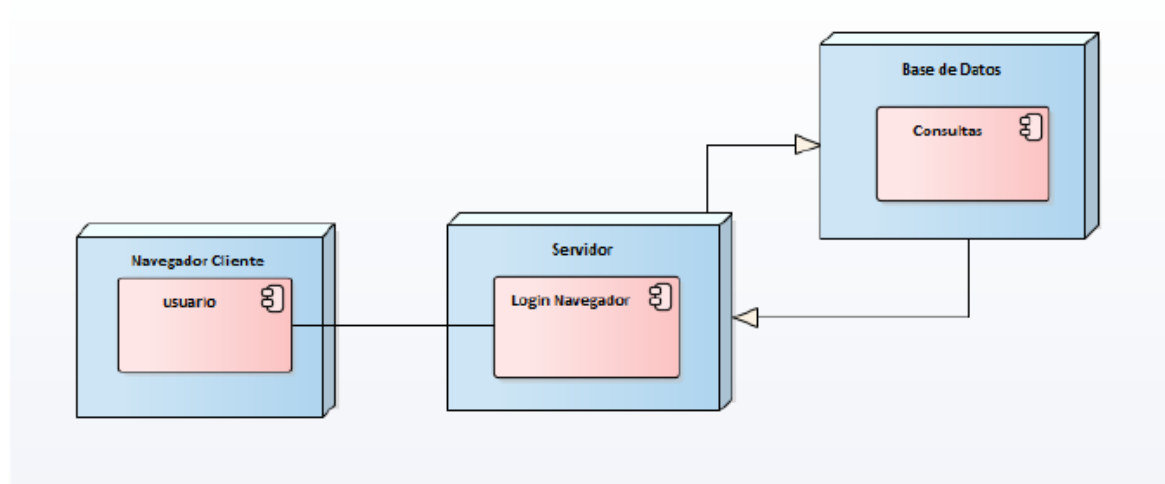 Base de Datos
Consultas
Servidor
Login Navegador
Navegador Cliente
usuario